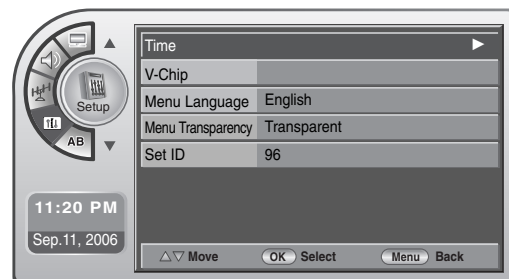 Setup
AB
11:20 PM
Sep.11, 2006
Time
V-Chip
Menu Language English
Menu Transparency Transparent
Set ID 96
Move OK Select Menu Back